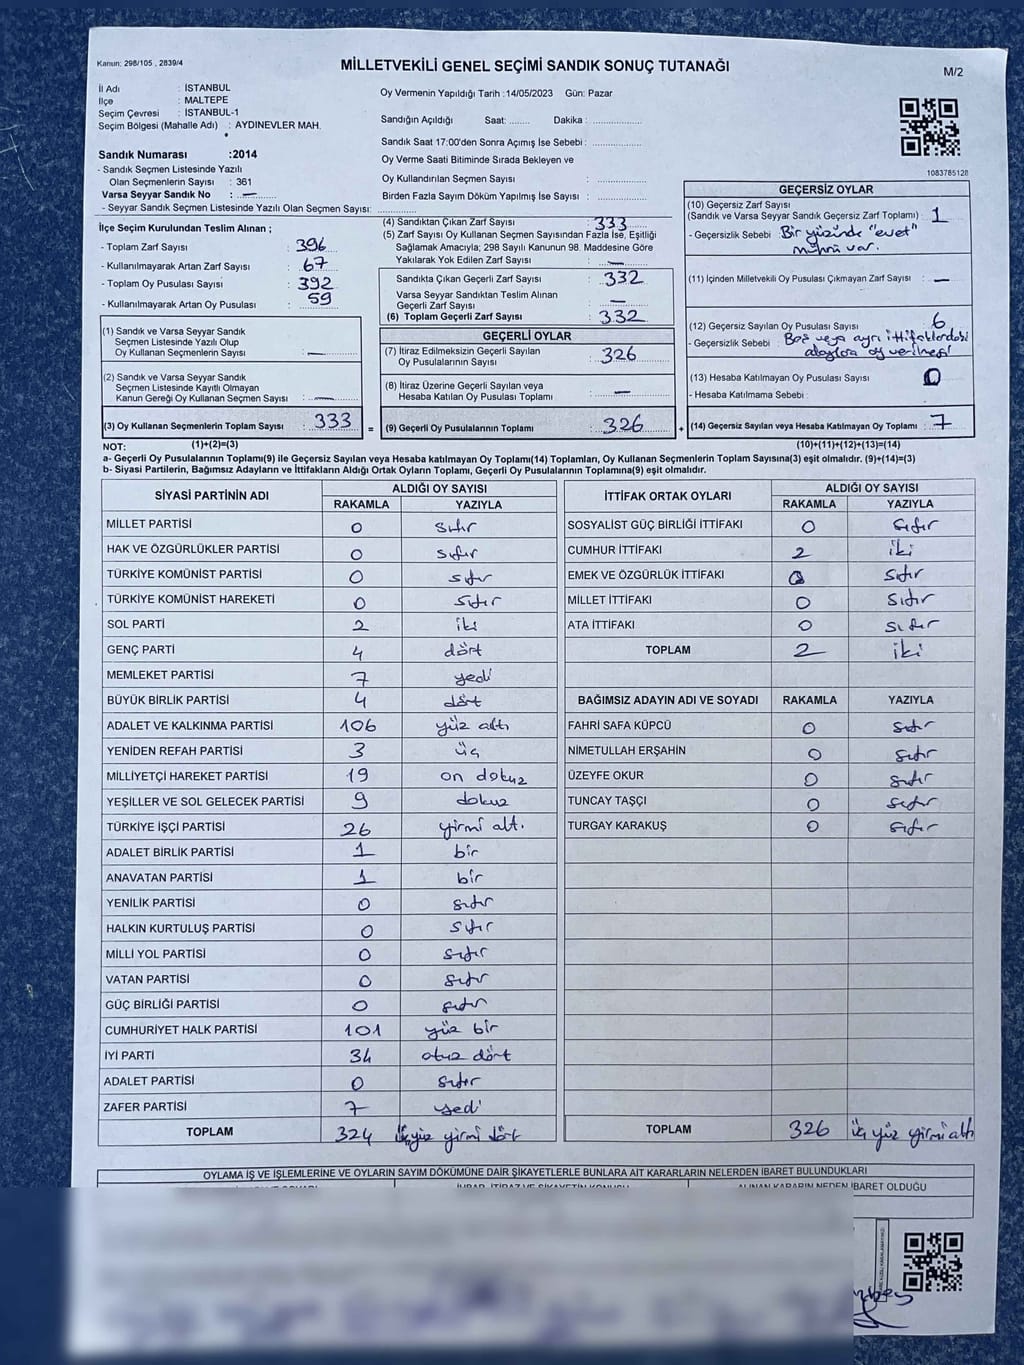 Kanun: 298/105 , 2839/4
MİLLETVEKİLİ GENEL SEÇİMİ SANDIK SONUÇ TUTANAĞI
M/2
İl Adı : İSTANBUL
İlçe : MALTEPE
Seçim Çevresi : İSTANBUL-1
Seçim Bölgesi (Mahalle Adı) : AYDINEVLER MAH.
Sandık Numarası :2014
- Sandık Seçmen Listesinde Yazılı
Olan Seçmenlerin Sayısı : 361
Varsa Seyyar Sandık No : —
- Seyyar Sandık Seçmen Listesinde Yazılı Olan Seçmen Sayısı: ..............
Oy Vermenin Yapıldığı Tarih :14/05/2023 Gün: Pazar
Sandığın Açıldığı Saat: ........ Dakika : ..................
Sandık Saat 17:00'den Sonra Açımış İse Sebebi : ..................
Oy Verme Saati Bitiminde Sırada Bekleyen ve
Oy Kullandırılan Seçmen Sayısı : ..................
Birden Fazla Sayım Döküm Yapılmış İse Sayısı : ..................
1083785128
İlçe Seçim Kurulundan Teslim Alınan ;
- Toplam Zarf Sayısı : 396
- Kullanılmayarak Artan Zarf Sayısı : 67
- Toplam Oy Pusulası Sayısı : 392
- Kullanılmayarak Artan Oy Pusulası : 59
(1) Sandık ve Varsa Seyyar Sandık
Seçmen Listesinde Yazılı Olup
Oy Kullanan Seçmenlerin Sayısı : —
(2) Sandık ve Varsa Seyyar Sandık
Seçmen Listesinde Kayıtlı Olmayan
Kanun Gereği Oy Kullanan Seçmen Sayısı : —
(3) Oy Kullanan Seçmenlerin Toplam Sayısı : 333
(1)+(2)=(3)
(4) Sandıktan Çıkan Zarf Sayısı : 333
(5) Zarf Sayısı Oy Kullanan Seçmen Sayısından Fazla İse, Eşitliği
Sağlamak Amacıyla; 298 Sayılı Kanunun 98. Maddesine Göre
Yakılarak Yok Edilen Zarf Sayısı : —
Sandıkta Çıkan Geçerli Zarf Sayısı : 332
Varsa Seyyar Sandıktan Teslim Alınan
Geçerli Zarf Sayısı : —
(6) Toplam Geçerli Zarf Sayısı : 332
GEÇERLİ OYLAR
(7) İtiraz Edilmeksizin Geçerli Sayılan
Oy Pusulalarının Sayısı : 326
(8) İtiraz Üzerine Geçerli Sayılan veya
Hesaba Katılan Oy Pusulası Toplamı : —
= (9) Geçerli Oy Pusulalarının Toplamı : 326
GEÇERSİZ OYLAR
(10) Geçersiz Zarf Sayısı
(Sandık ve Varsa Seyyar Sandık Geçersiz Zarf Toplamı) : 1
- Geçersizlik Sebebi : Bir yüzünde "evet"
mührü var.
(11) İçinden Milletvekili Oy Pusulası Çıkmayan Zarf Sayısı : —
(12) Geçersiz Sayılan Oy Pusulası Sayısı : 6
- Geçersizlik Sebebi : Boş veya ayrı ittifaklardaki
adaylara oy verilmesi
(13) Hesaba Katılmayan Oy Pusulası Sayısı : 0
- Hesaba Katılmama Sebebi :
+ (14) Geçersiz Sayılan veya Hesaba Katılmayan Oy Toplamı : 7
(10)+(11)+(12)+(13)=(14)
NOT:
a- Geçerli Oy Pusulalarının Toplamı(9) ile Geçersiz Sayılan veya Hesaba katılmayan Oy Toplamı(14) Toplamları, Oy Kullanan Seçmenlerin Toplam Sayısına(3) eşit olmalıdır. (9)+(14)=(3)
b- Siyasi Partilerin, Bağımsız Adayların ve İttifakların Aldığı Ortak Oyların Toplamı, Geçerli Oy Pusulalarının Toplamına(9) eşit olmalıdır.
SİYASİ PARTİNİN ADI ALDIĞI OY SAYISI
RAKAMLA YAZIYLA
MİLLET PARTİSİ 0 sıfır
HAK VE ÖZGÜRLÜKLER PARTİSİ 0 sıfır
TÜRKİYE KOMÜNİST PARTİSİ 0 sıfır
TÜRKİYE KOMÜNİST HAREKETİ 0 sıfır
SOL PARTİ 2 iki
GENÇ PARTİ 4 dört
MEMLEKET PARTİSİ 7 yedi
BÜYÜK BİRLİK PARTİSİ 4 dört
ADALET VE KALKINMA PARTİSİ 106 yüz altı
YENİDEN REFAH PARTİSİ 3 üç
MİLLİYETÇİ HAREKET PARTİSİ 19 on dokuz
YEŞİLLER VE SOL GELECEK PARTİSİ 9 dokuz
TÜRKİYE İŞÇİ PARTİSİ 26 yirmi altı
ADALET BİRLİK PARTİSİ 1 bir
ANAVATAN PARTİSİ 1 bir
YENİLİK PARTİSİ 0 sıfır
HALKIN KURTULUŞ PARTİSİ 0 sıfır
MİLLİ YOL PARTİSİ 0 sıfır
VATAN PARTİSİ 0 sıfır
GÜÇ BİRLİĞİ PARTİSİ 0 sıfır
CUMHURİYET HALK PARTİSİ 101 yüz bir
İYİ PARTİ 34 otuz dört
ADALET PARTİSİ 0 sıfır
ZAFER PARTİSİ 7 yedi
TOPLAM 324 üçyüz yirmi dört
İTTİFAK ORTAK OYLARI ALDIĞI OY SAYISI
RAKAMLA YAZIYLA
SOSYALİST GÜÇ BİRLİĞİ İTTİFAKI 0 sıfır
CUMHUR İTTİFAKI 2 iki
EMEK VE ÖZGÜRLÜK İTTİFAKI 0 sıfır
MİLLET İTTİFAKI 0 sıfır
ATA İTTİFAKI 0 sıfır
TOPLAM 2 iki
BAĞIMSIZ ADAYIN ADI VE SOYADI RAKAMLA YAZIYLA
FAHRİ SAFA KÜPCÜ 0 sıfır
NİMETULLAH ERŞAHİN 0 sıfır
ÜZEYFE OKUR 0 sıfır
TUNCAY TAŞÇI 0 sıfır
TURGAY KARAKUŞ 0 sıfır
TOPLAM 326 üç yüz yirmi altı
OYLAMA İŞ VE İŞLEMLERİNE VE OYLARIN SAYIM DÖKÜMÜNE DAİR ŞİKAYETLERLE BUNLARA AİT KARARLARIN NELERDEN İBARET BULUNDUKLARI
İHBAR, İTİRAZ VE ŞİKAYETİN KONUSU ALINAN KARARIN NEDEN İBARET OLDUĞU